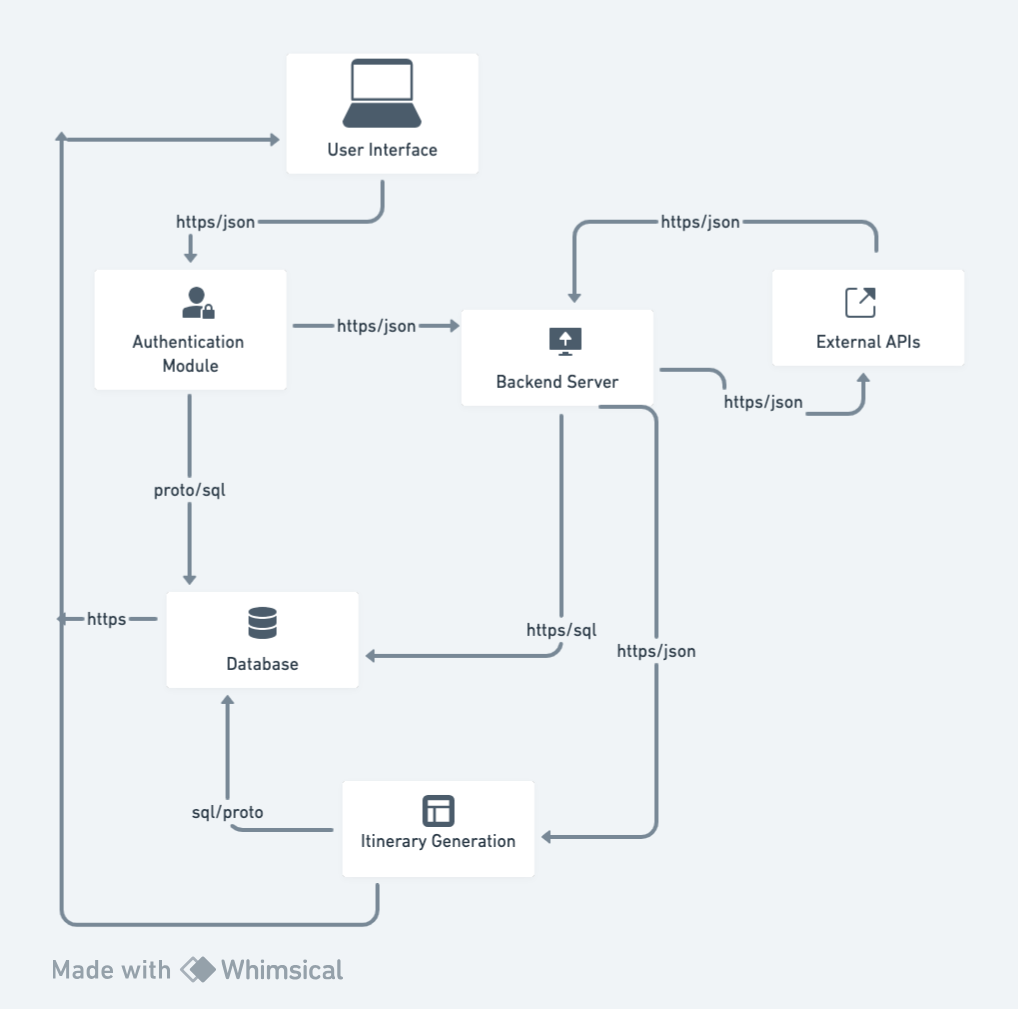 User Interface
https/json
https/json
Authentication
Module
https/json
Backend Server
External APIs
https/json
proto/sql
https
Database
https/sql
https/json
sql/proto
Itinerary Generation
Made with Whimsical